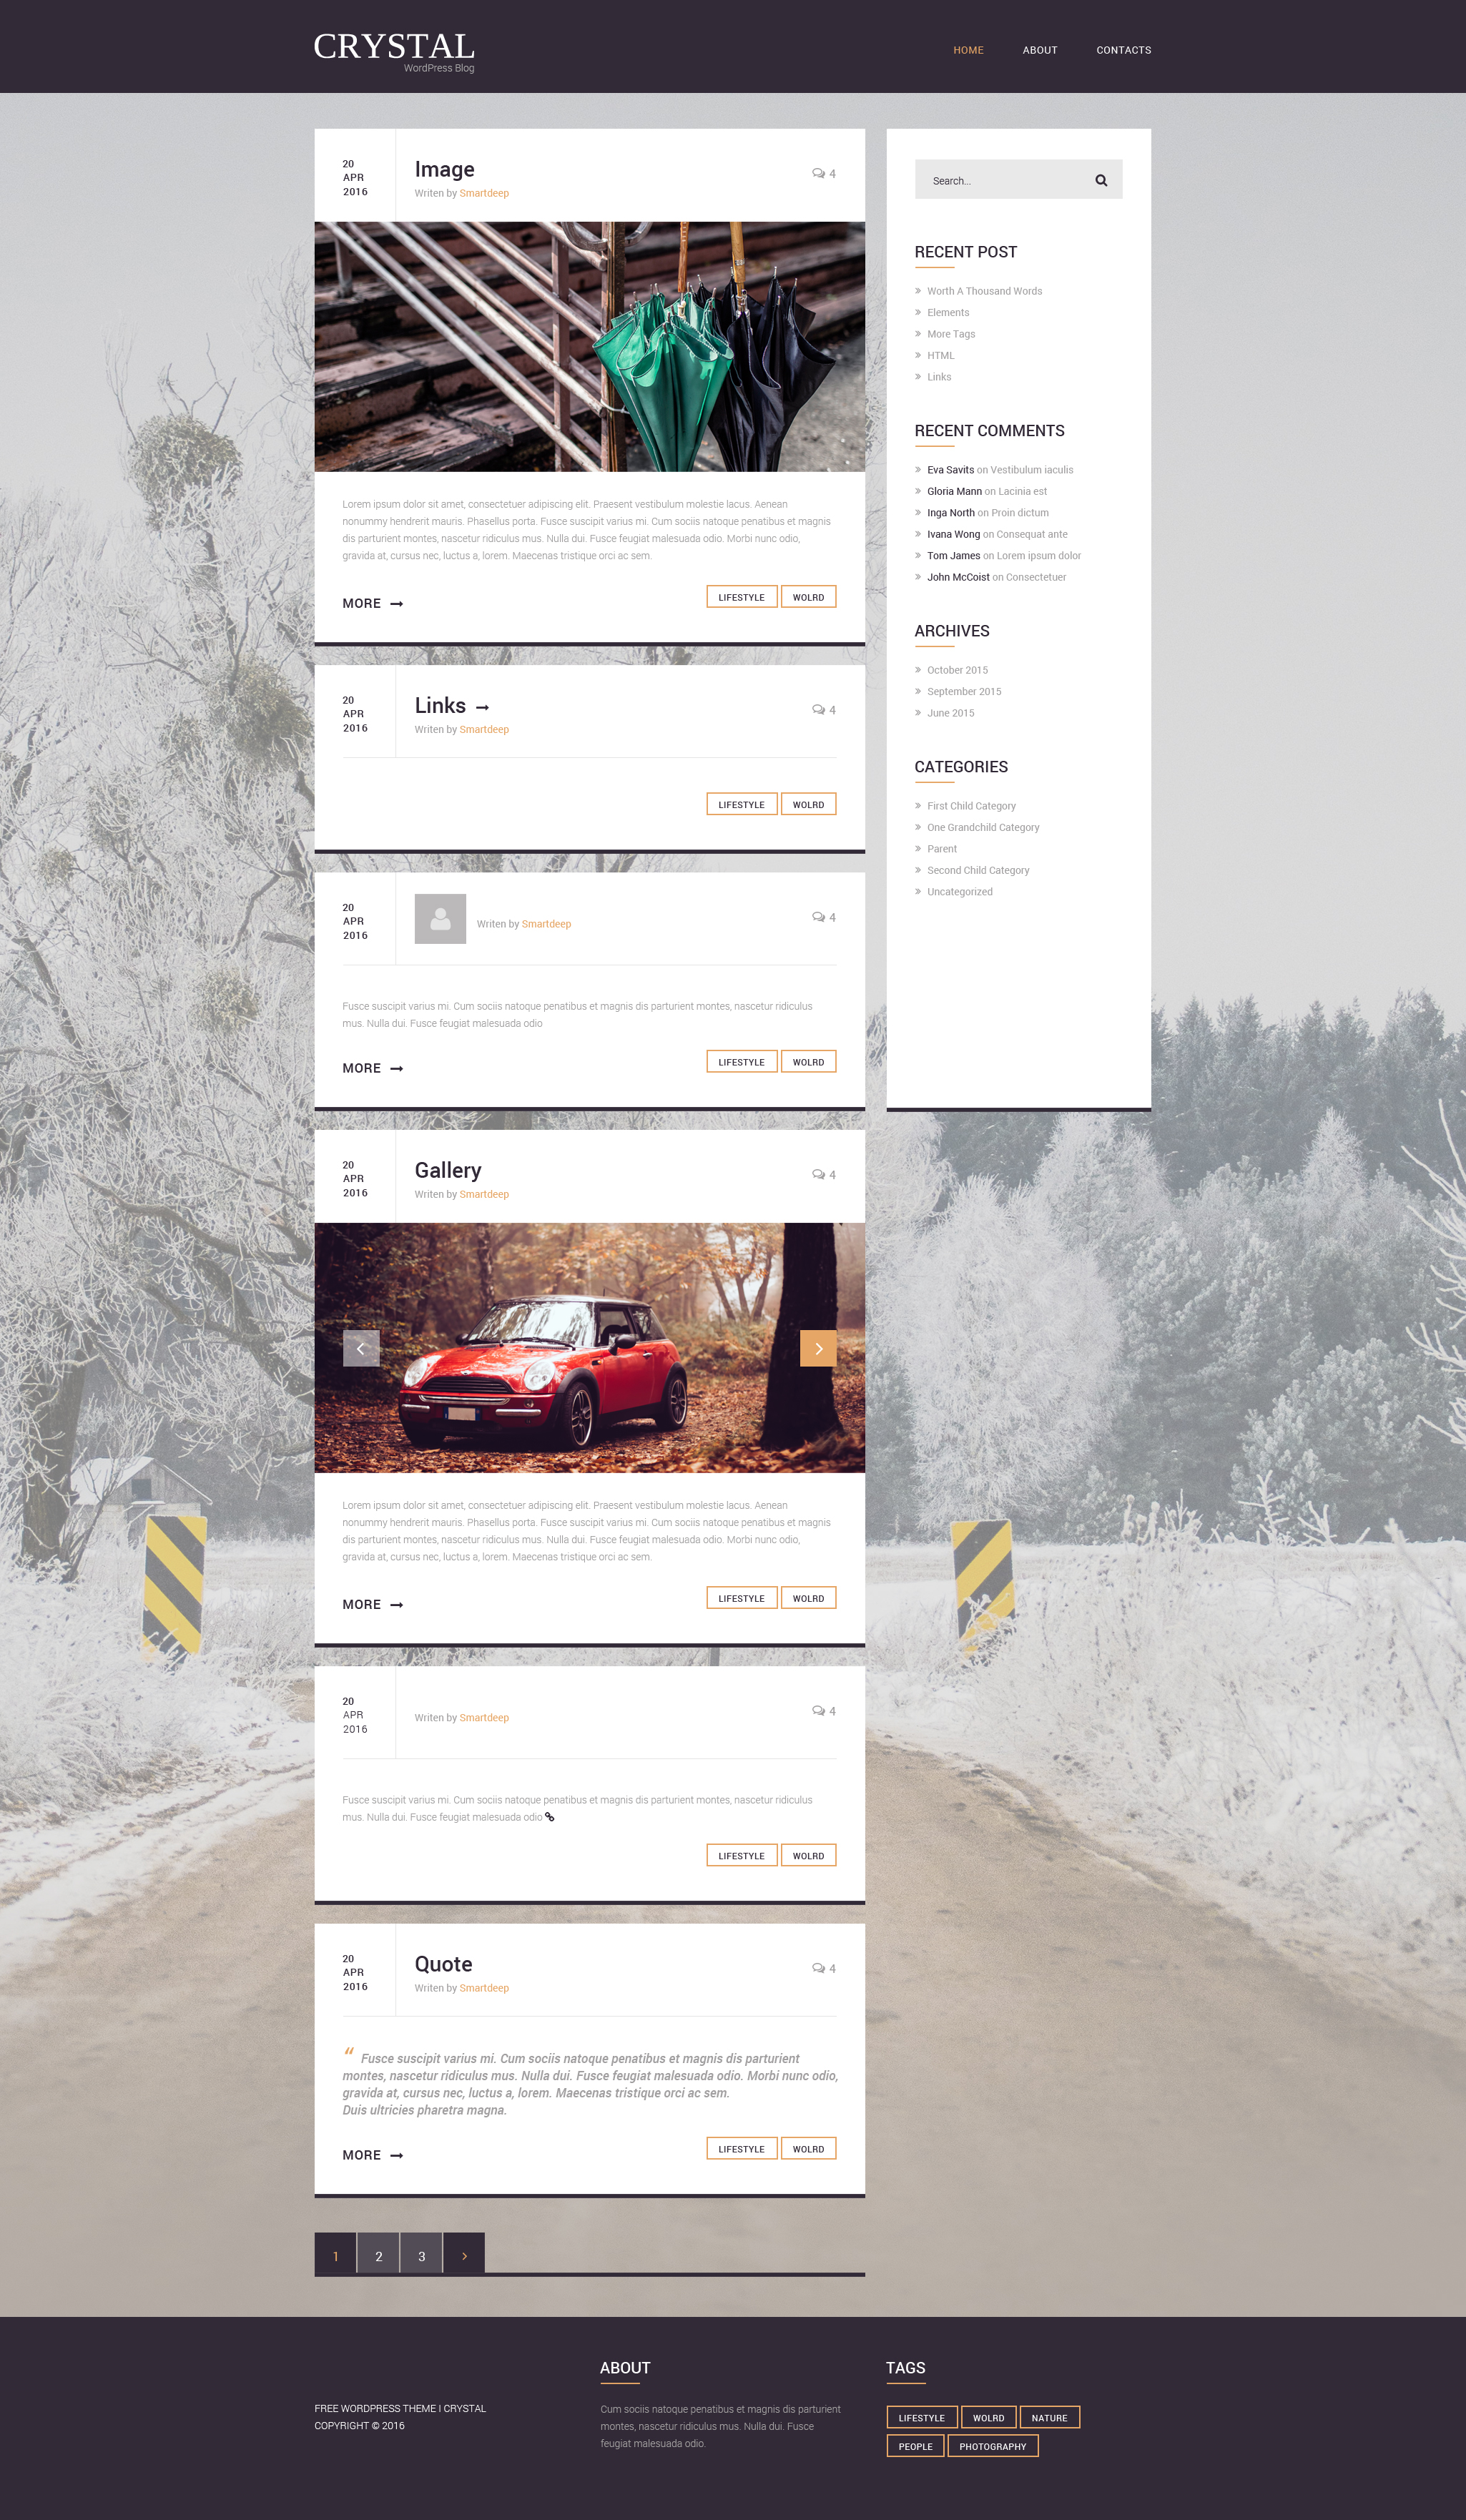 CRYSTAL
WordPress Blog
HOME ABOUT CONTACTS
20
APR
2016
Image
Writen by Smartdeep
4
Lorem ipsum dolor sit amet, consectetuer adipiscing elit. Praesent vestibulum molestie lacus. Aenean
nonummy hendrerit mauris. Phasellus porta. Fusce suscipit varius mi. Cum sociis natoque penatibus et magnis
dis parturient montes, nascetur ridiculus mus. Nulla dui. Fusce feugiat malesuada odio. Morbi nunc odio,
gravida at, cursus nec, luctus a, lorem. Maecenas tristique orci ac sem.
MORE
LIFESTYLE WOLRD
20
APR
2016
Links
Writen by Smartdeep
4
LIFESTYLE WOLRD
20
APR
2016
Writen by Smartdeep
4
Fusce suscipit varius mi. Cum sociis natoque penatibus et magnis dis parturient montes, nascetur ridiculus
mus. Nulla dui. Fusce feugiat malesuada odio
MORE
LIFESTYLE WOLRD
20
APR
2016
Gallery
Writen by Smartdeep
4
Lorem ipsum dolor sit amet, consectetuer adipiscing elit. Praesent vestibulum molestie lacus. Aenean
nonummy hendrerit mauris. Phasellus porta. Fusce suscipit varius mi. Cum sociis natoque penatibus et magnis
dis parturient montes, nascetur ridiculus mus. Nulla dui. Fusce feugiat malesuada odio. Morbi nunc odio,
gravida at, cursus nec, luctus a, lorem. Maecenas tristique orci ac sem.
MORE
LIFESTYLE WOLRD
20
APR
2016
Writen by Smartdeep
4
Fusce suscipit varius mi. Cum sociis natoque penatibus et magnis dis parturient montes, nascetur ridiculus
mus. Nulla dui. Fusce feugiat malesuada odio
LIFESTYLE WOLRD
20
APR
2016
Quote
Writen by Smartdeep
4
“ Fusce suscipit varius mi. Cum sociis natoque penatibus et magnis dis parturient
montes, nascetur ridiculus mus. Nulla dui. Fusce feugiat malesuada odio. Morbi nunc odio,
gravida at, cursus nec, luctus a, lorem. Maecenas tristique orci ac sem.
Duis ultricies pharetra magna.
MORE
LIFESTYLE WOLRD
1 2 3
Search...
RECENT POST
Worth A Thousand Words
Elements
More Tags
HTML
Links
RECENT COMMENTS
Eva Savits on Vestibulum iaculis
Gloria Mann on Lacinia est
Inga North on Proin dictum
Ivana Wong on Consequat ante
Tom James on Lorem ipsum dolor
John McCoist on Consectetuer
ARCHIVES
October 2015
September 2015
June 2015
CATEGORIES
First Child Category
One Grandchild Category
Parent
Second Child Category
Uncategorized
FREE WORDPRESS THEME I CRYSTAL
COPYRIGHT © 2016
ABOUT
Cum sociis natoque penatibus et magnis dis parturient
montes, nascetur ridiculus mus. Nulla dui. Fusce
feugiat malesuada odio.
TAGS
LIFESTYLE WOLRD NATURE
PEOPLE PHOTOGRAPHY